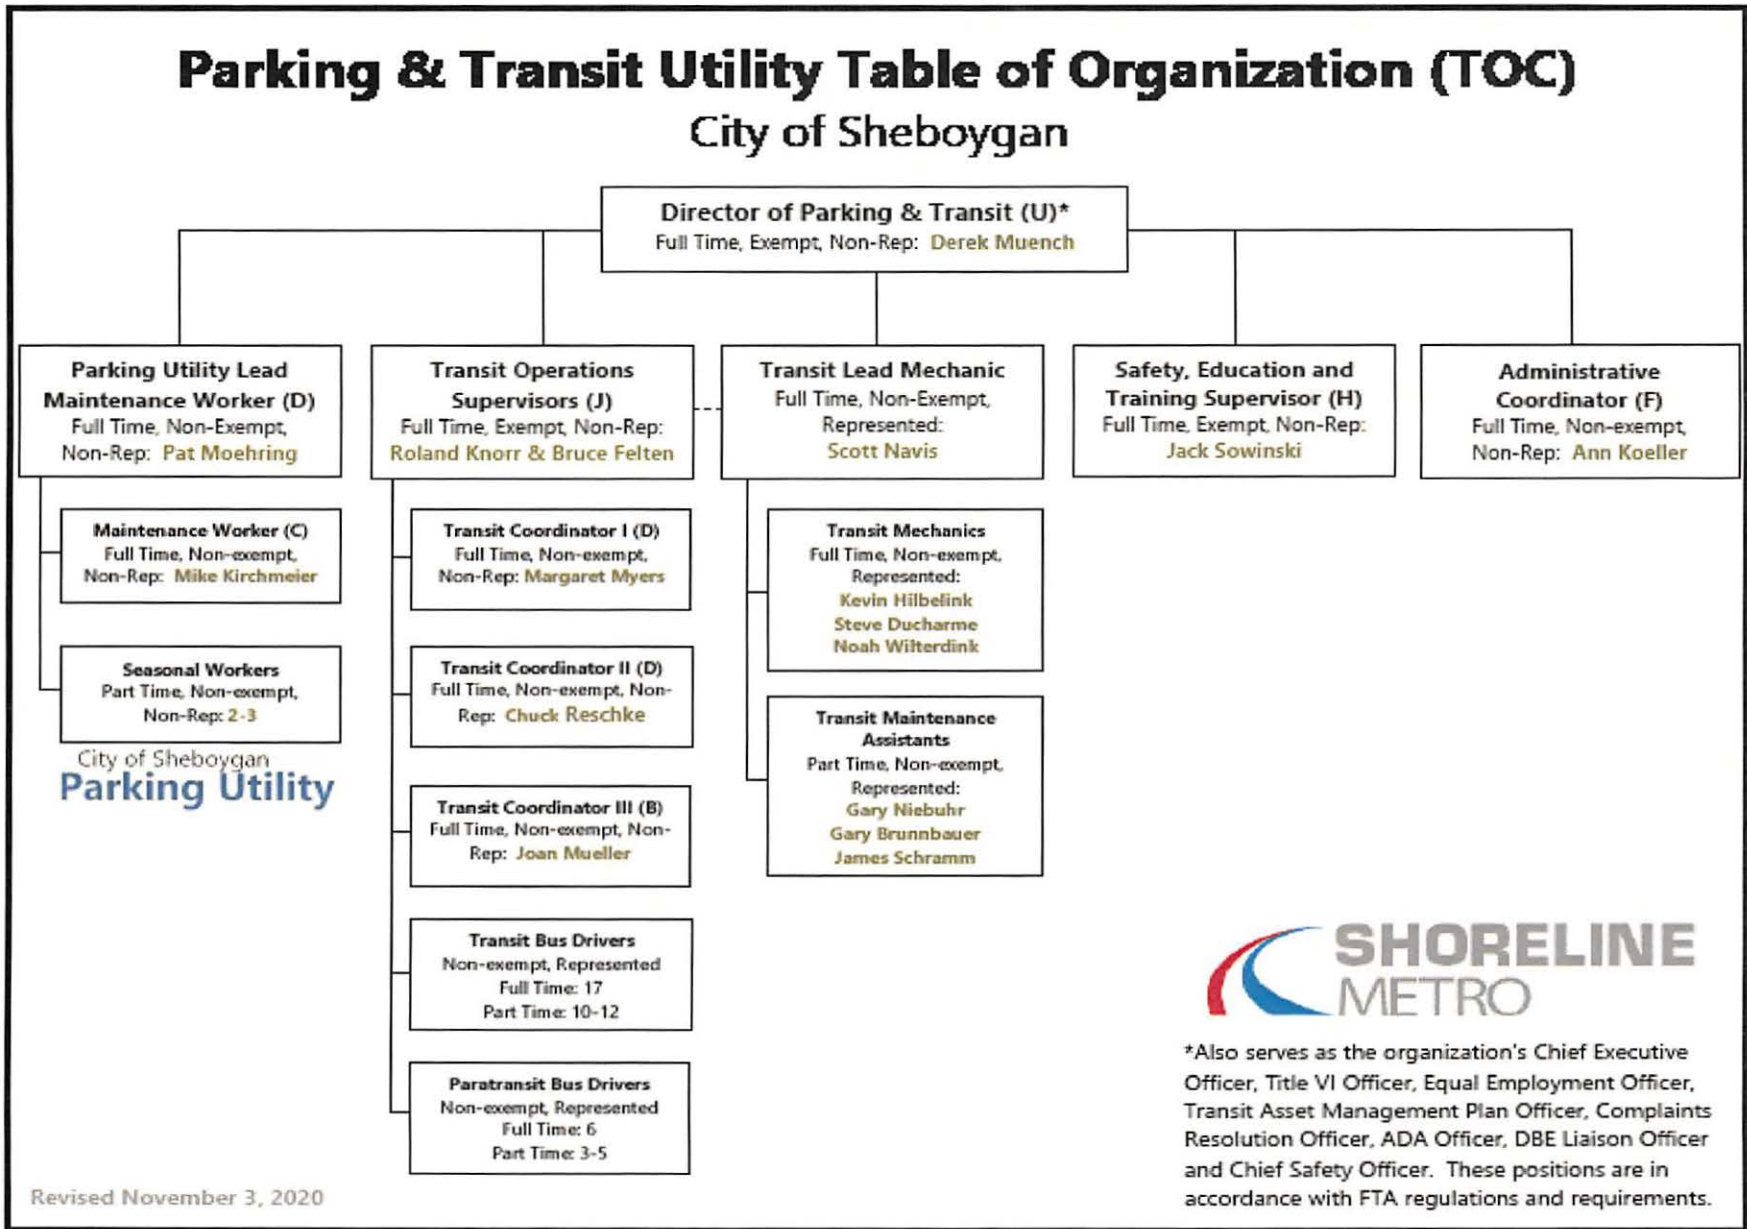 Parking & Transit Utility Table of Organization (TOC)
City of Sheboygan
Director of Parking & Transit (U)*
Full Time, Exempt, Non-Rep: Derek Muench
Parking Utility Lead
Maintenance Worker (D)
Full Time, Non-Exempt,
Non-Rep: Pat Moehring
Maintenance Worker (C)
Full Time, Non-exempt,
Non-Rep: Mike Kirchmeier
Seasonal Workers
Part Time, Non-exempt,
Non-Rep: 2-3
City of Sheboygan
Parking Utility
Transit Operations
Supervisors (J)
Full Time, Exempt, Non-Rep:
Roland Knorr & Bruce Felten
Transit Coordinator I (D)
Full Time, Non-exempt,
Non-Rep: Margaret Myers
Transit Coordinator II (D)
Full Time, Non-exempt, Non-
Rep: Chuck Reschke
Transit Coordinator III (B)
Full Time, Non-exempt, Non-
Rep: Joan Mueller
Transit Bus Drivers
Non-exempt, Represented
Full Time: 17
Part Time: 10-12
Paratransit Bus Drivers
Non-exempt, Represented
Full Time: 6
Part Time: 3-5
Transit Lead Mechanic
Full Time, Non-Exempt,
Represented:
Scott Navis
Transit Mechanics
Full Time, Non-exempt,
Represented:
Kevin Hilbelink
Steve Ducharme
Noah Wilterdink
Transit Maintenance
Assistants
Part Time, Non-exempt,
Represented:
Gary Niebuhr
Gary Brunnbauer
James Schramm
Safety, Education and
Training Supervisor (H)
Full Time, Exempt, Non-Rep:
Jack Sowinski
Administrative
Coordinator (F)
Full Time, Non-exempt,
Non-Rep: Ann Koeller
SHORELINE
METRO
*Also serves as the organization's Chief Executive
Officer, Title VI Officer, Equal Employment Officer,
Transit Asset Management Plan Officer, Complaints
Resolution Officer, ADA Officer, DBE Liaison Officer
and Chief Safety Officer. These positions are in
accordance with FTA regulations and requirements.
Revised November 3, 2020